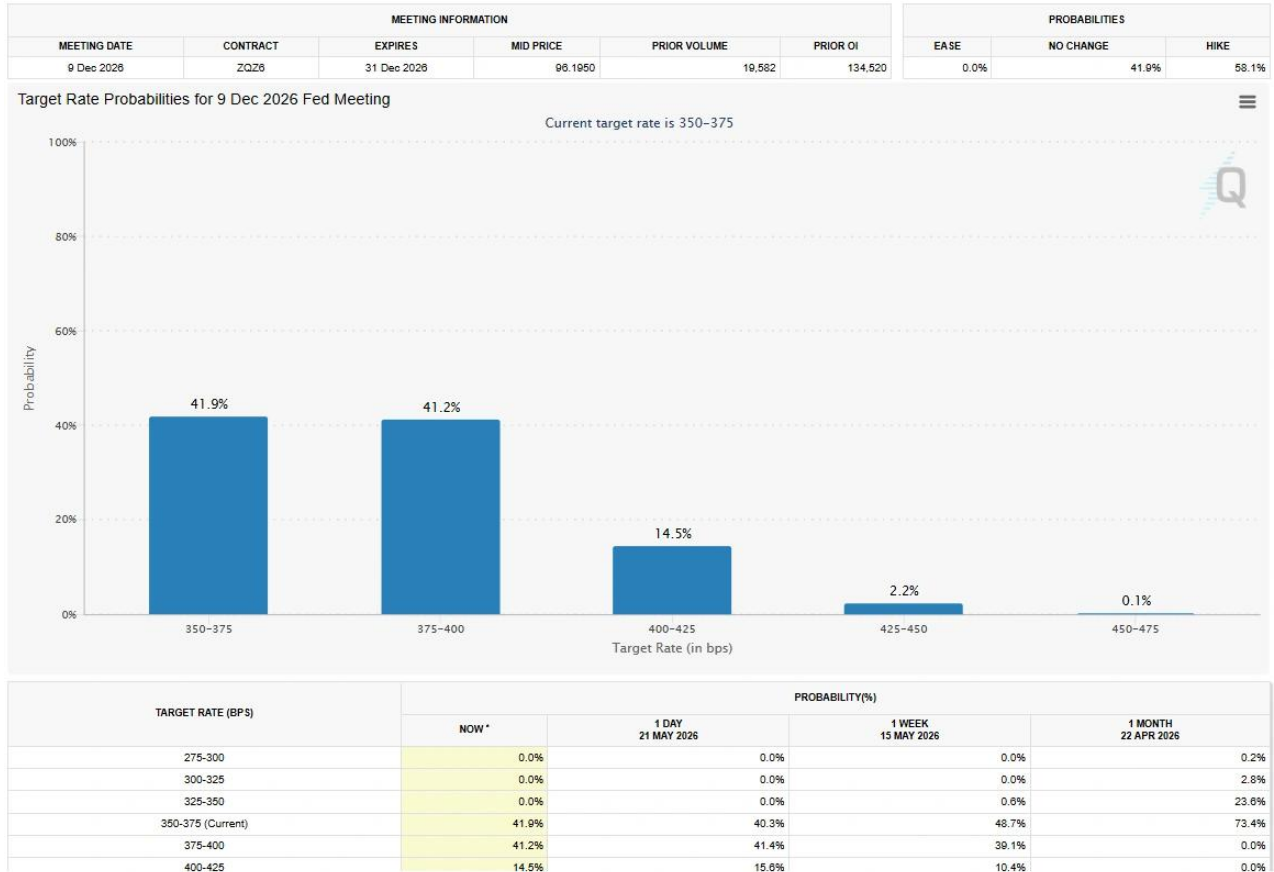 MEETING INFORMATION
MEETING DATE CONTRACT EXPIRES MID PRICE PRIOR VOLUME PRIOR OI
9 Dec 2026 ZQZ6 31 Dec 2026 96.1950 19,582 134,520
PROBABILITIES
EASE NO CHANGE HIKE
0.0% 41.9% 58.1%
Target Rate Probabilities for 9 Dec 2026 Fed Meeting
Current target rate is 350–375
Q
100%
80%
60%
40%
20%
0%
Probability
41.9%
41.2%
14.5%
2.2%
0.1%
350–375 375–400 400–425 425–450 450–475
Target Rate (in bps)
TARGET RATE (BPS) PROBABILITY(%)
NOW * 1 DAY 1 WEEK 1 MONTH
21 MAY 2026 15 MAY 2026 22 APR 2026
275-300 0.0% 0.0% 0.0% 0.2%
300-325 0.0% 0.0% 0.0% 2.8%
325-350 0.0% 0.0% 0.6% 23.6%
350-375 (Current) 41.9% 40.3% 48.7% 73.4%
375-400 41.2% 41.4% 39.1% 0.0%
400-425 14.5% 15.6% 10.4% 0.0%